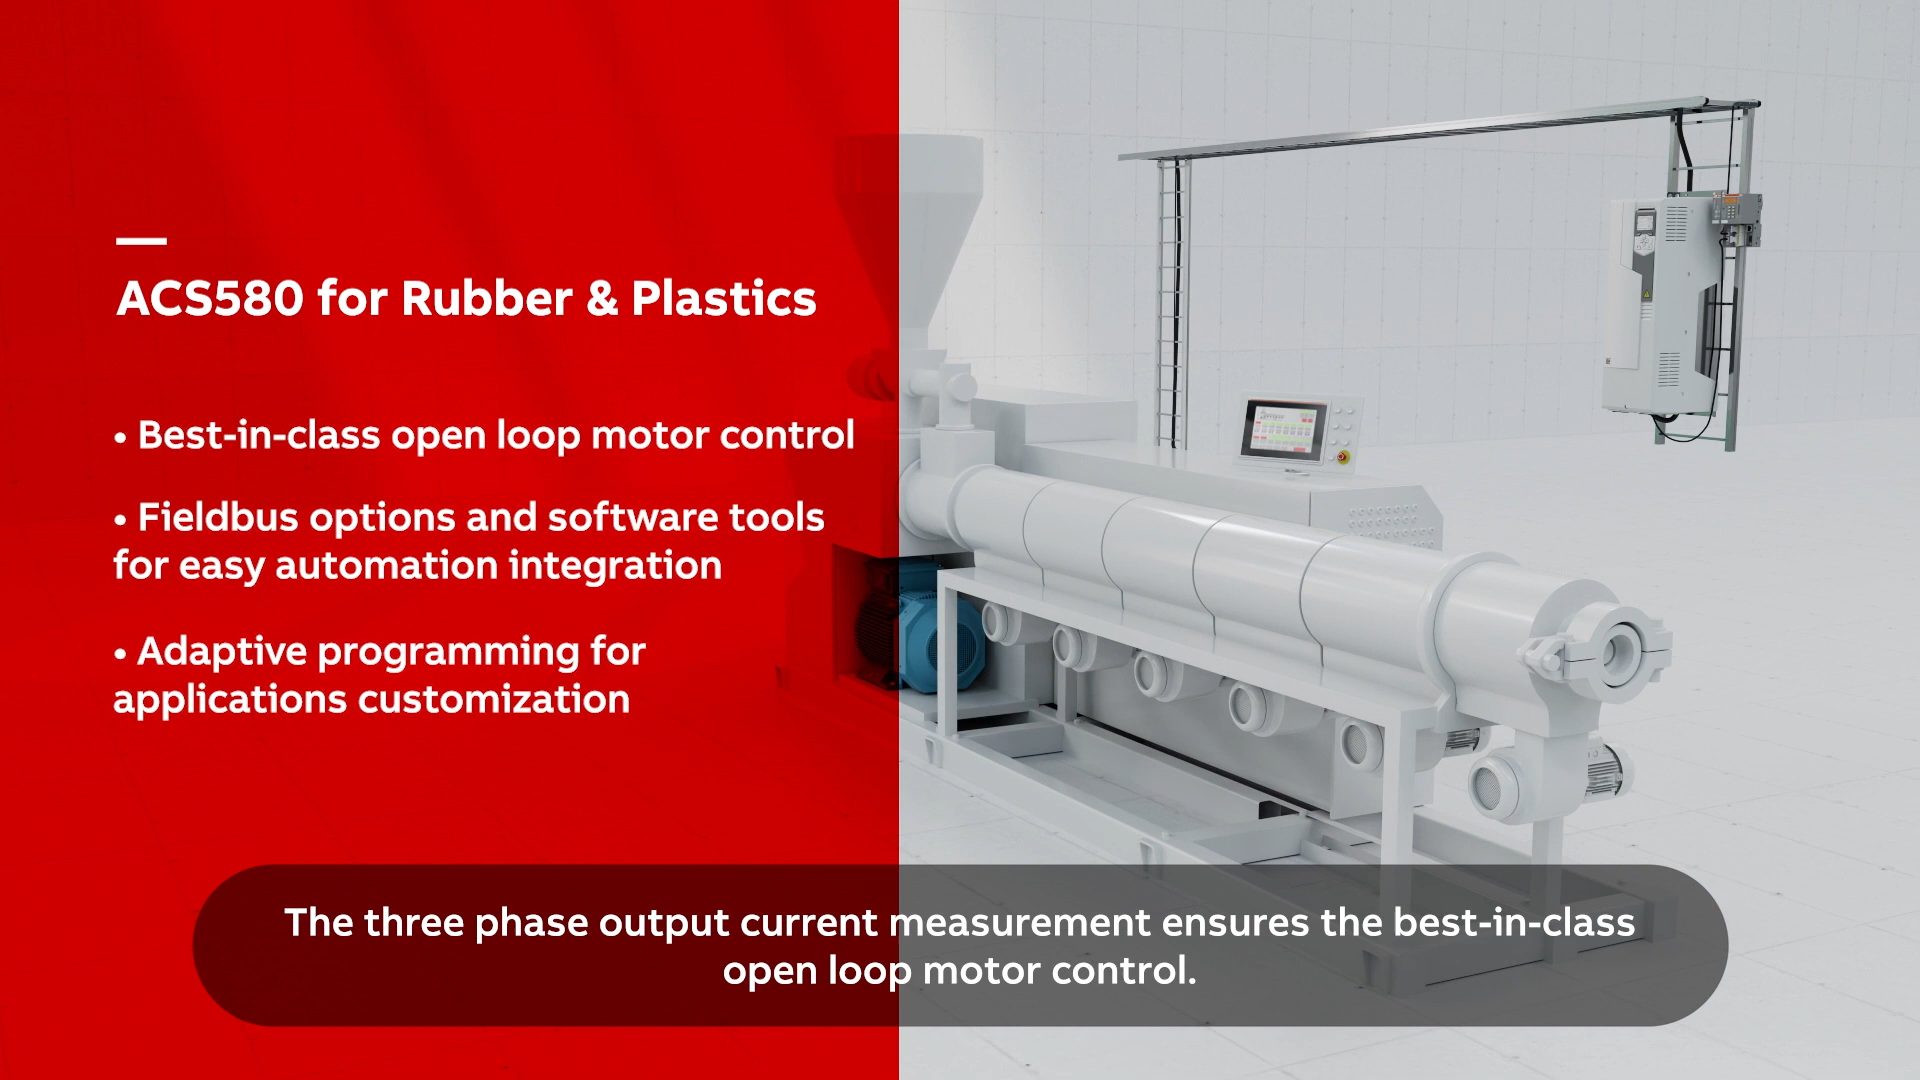 ACS580 for Rubber & Plastics
• Best-in-class open loop motor control
• Fieldbus options and software tools
for easy automation integration
• Adaptive programming for
applications customization
The three phase output current measurement ensures the best-in-class
open loop motor control.